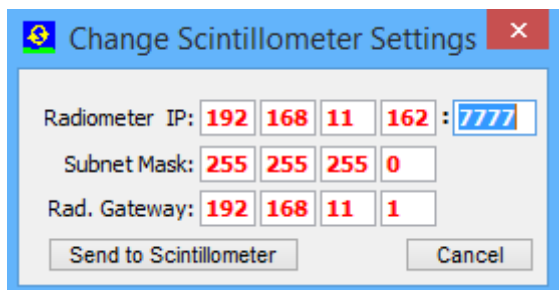 Change Scintillometer Settings
Radiometer IP: 192 168 11 162 : 7777
Subnet Mask: 255 255 255 0
Rad. Gateway: 192 168 11 1
Send to Scintillometer Cancel